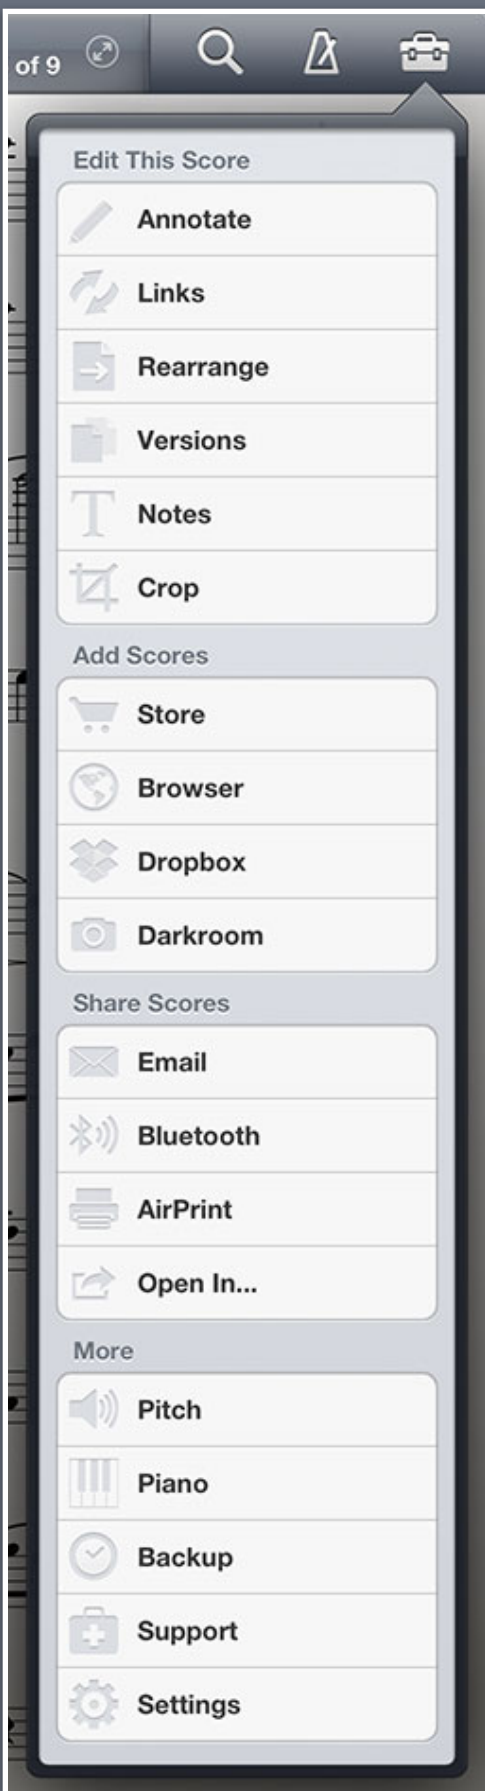 of 9
Edit This Score
Annotate
Links
Rearrange
Versions
Notes
Crop
Add Scores
Store
Browser
Dropbox
Darkroom
Share Scores
Email
Bluetooth
AirPrint
Open In...
More
Pitch
Piano
Backup
Support
Settings